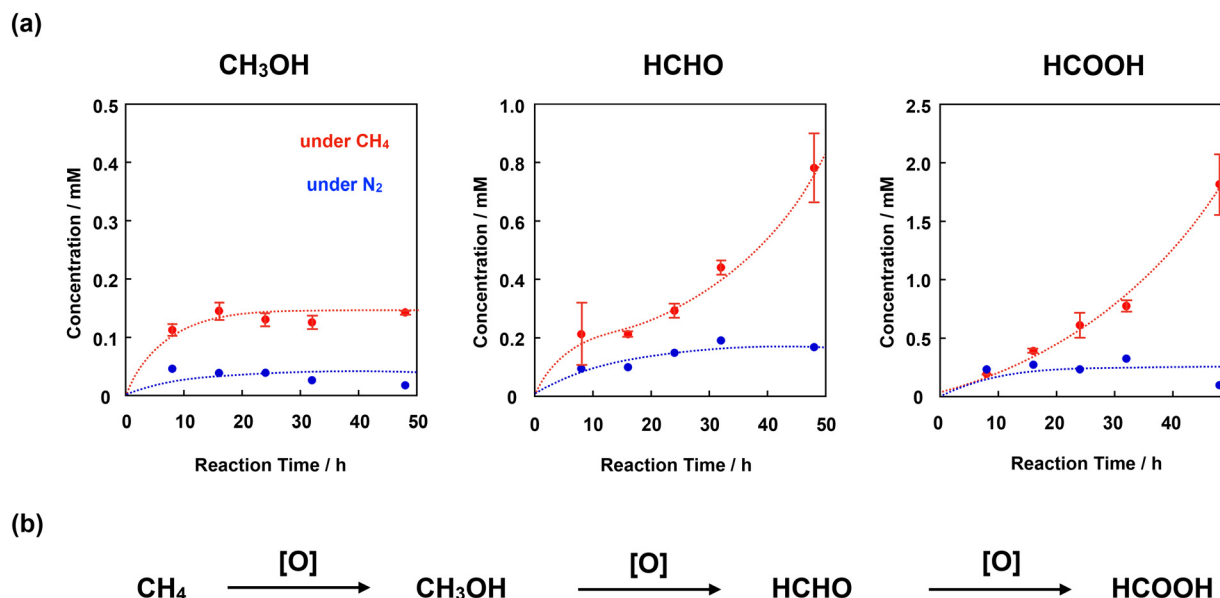 (a)
CH₃OH
HCHO
HCOOH
0.5
0.4
0.3
0.2
0.1
0
Concentration / mM
under CH₄
under N₂
0 10 20 30 40 50
Reaction Time / h
1.0
0.8
0.6
0.4
0.2
0
Concentration / mM
0 10 20 30 40 50
Reaction Time / h
2.5
2.0
1.5
1.0
0.5
0
Concentration / mM
0 10 20 30 40
Reaction Time / h
(b)
CH₄ [O] CH₃OH [O] HCHO [O] HCOOH